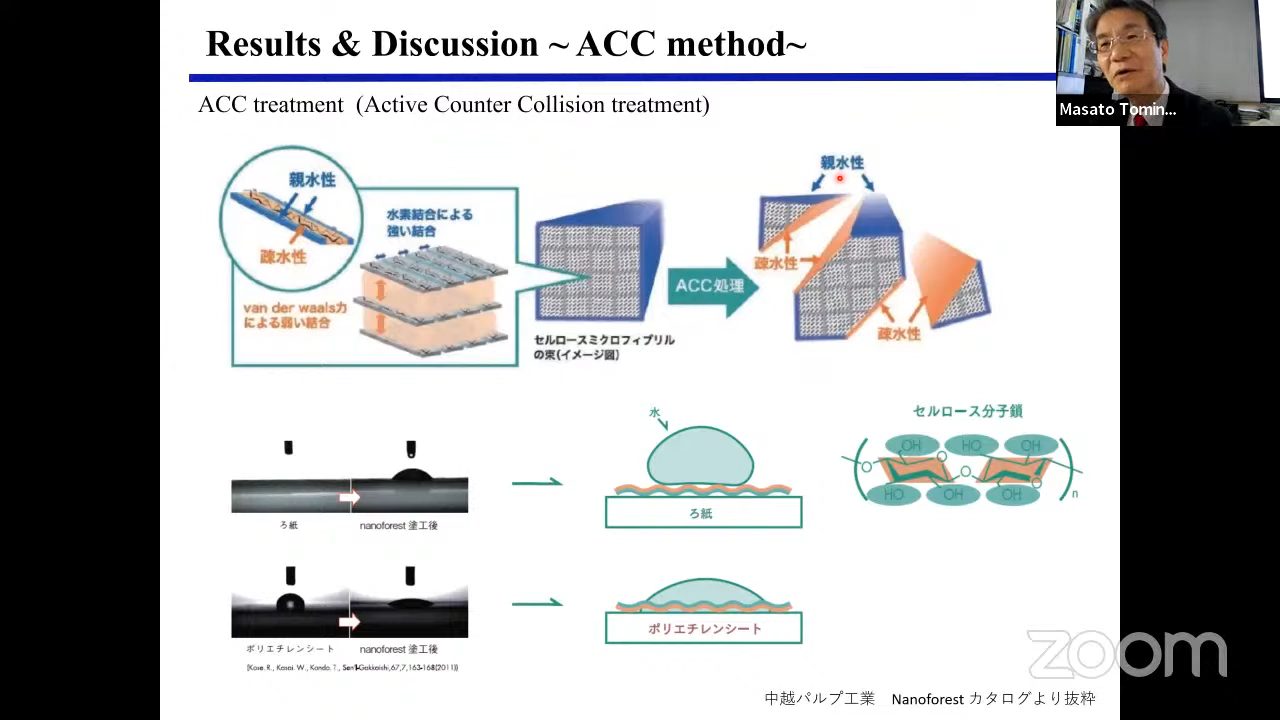 Results & Discussion ~ ACC method~
Masato Tomin...
ACC treatment (Active Counter Collision treatment)
親水性
疎水性
水素結合による
強い結合
van der waals力
による弱い結合
セルロースミクロフィブリル
の束(イメージ図)
ACC処理
親水性
疎水性
疎水性
ろ紙
nanoforest 塗工後
水
ろ紙
セルロース分子鎖
OH
HO
OH
O
O
O
O
HO
OH
OH
n
ポリエチレンシート
nanoforest 塗工後
ポリエチレンシート
(Kose. R., Kasai. W., Kondo. T., Sen'I-Gakkaishi,67,7,163-168(2011))
中越パルプ工業 Nanoforest カタログより抜粋
zoom